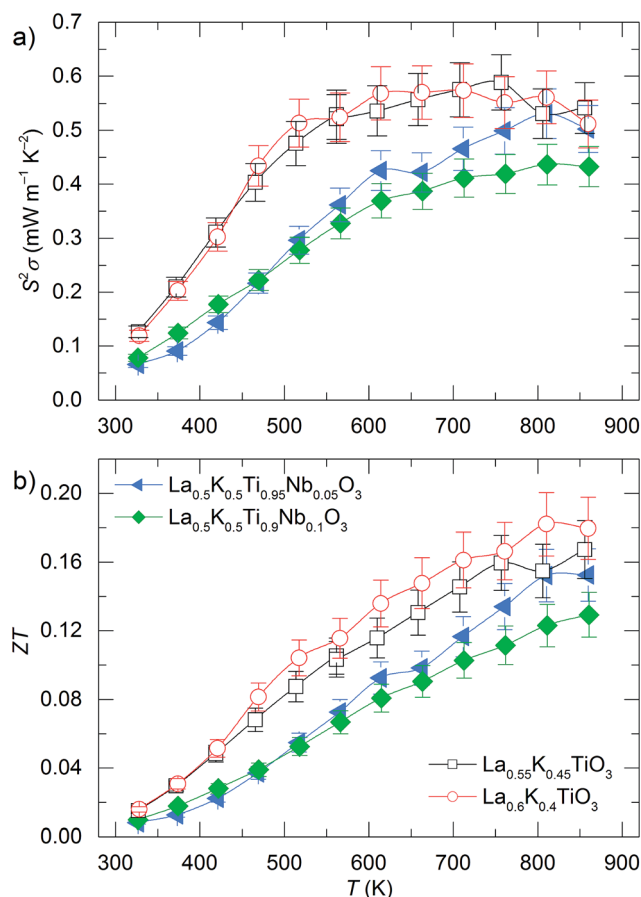 a)
0.7
0.6
0.5
0.4
0.3
0.2
0.1
0.0
S²σ (mW m⁻¹ K⁻²)
300 400 500 600 700 800 900
b)
0.20
0.16
0.12
0.08
0.04
0.00
ZT
La₀.₅K₀.₅Ti₀.₉₅Nb₀.₀₅O₃
La₀.₅K₀.₅Ti₀.₉Nb₀.₁O₃
La₀.₅₅K₀.₄₅TiO₃
La₀.₆K₀.₄TiO₃
300 400 500 600 700 800 900
T (K)